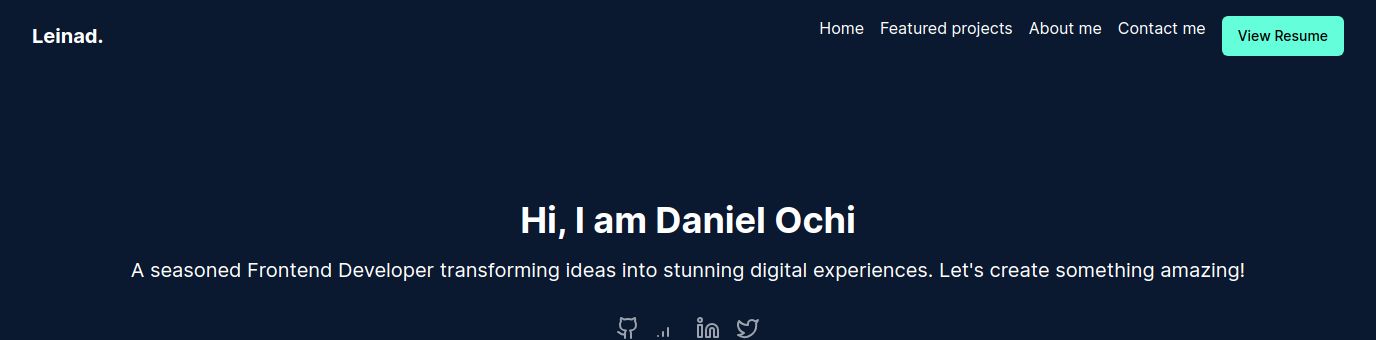 Leinad.
Home Featured projects About me Contact me View Resume
Hi, I am Daniel Ochi
A seasoned Frontend Developer transforming ideas into stunning digital experiences. Let's create something amazing!